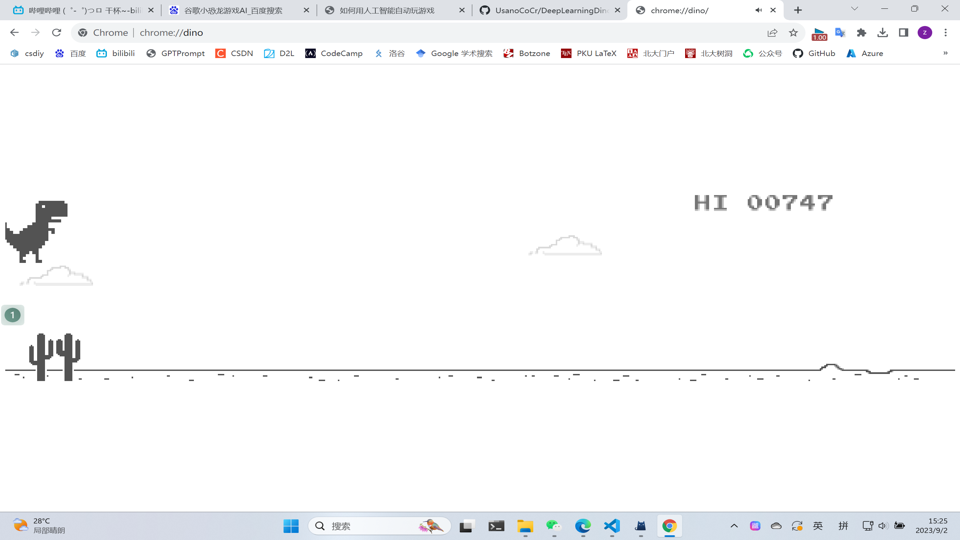 哔哩哔哩 (゜-゜)つロ 干杯~-bili
谷歌小恐龙游戏AI_百度搜索
如何用人工智能自动玩游戏
UsanoCoCr/DeepLearningDin
chrome://dino/
Chrome | chrome://dino
1.00
z
csdiy
百度
bilibili
GPTPrompt
CSDN
D2L
CodeCamp
洛谷
Google 学术搜索
Botzone
PKU LaTeX
北大门户
北大树洞
公众号
GitHub
Azure
»
HI 00747
1
28°C
局部晴朗
搜索
英
拼
15:25
2023/9/2